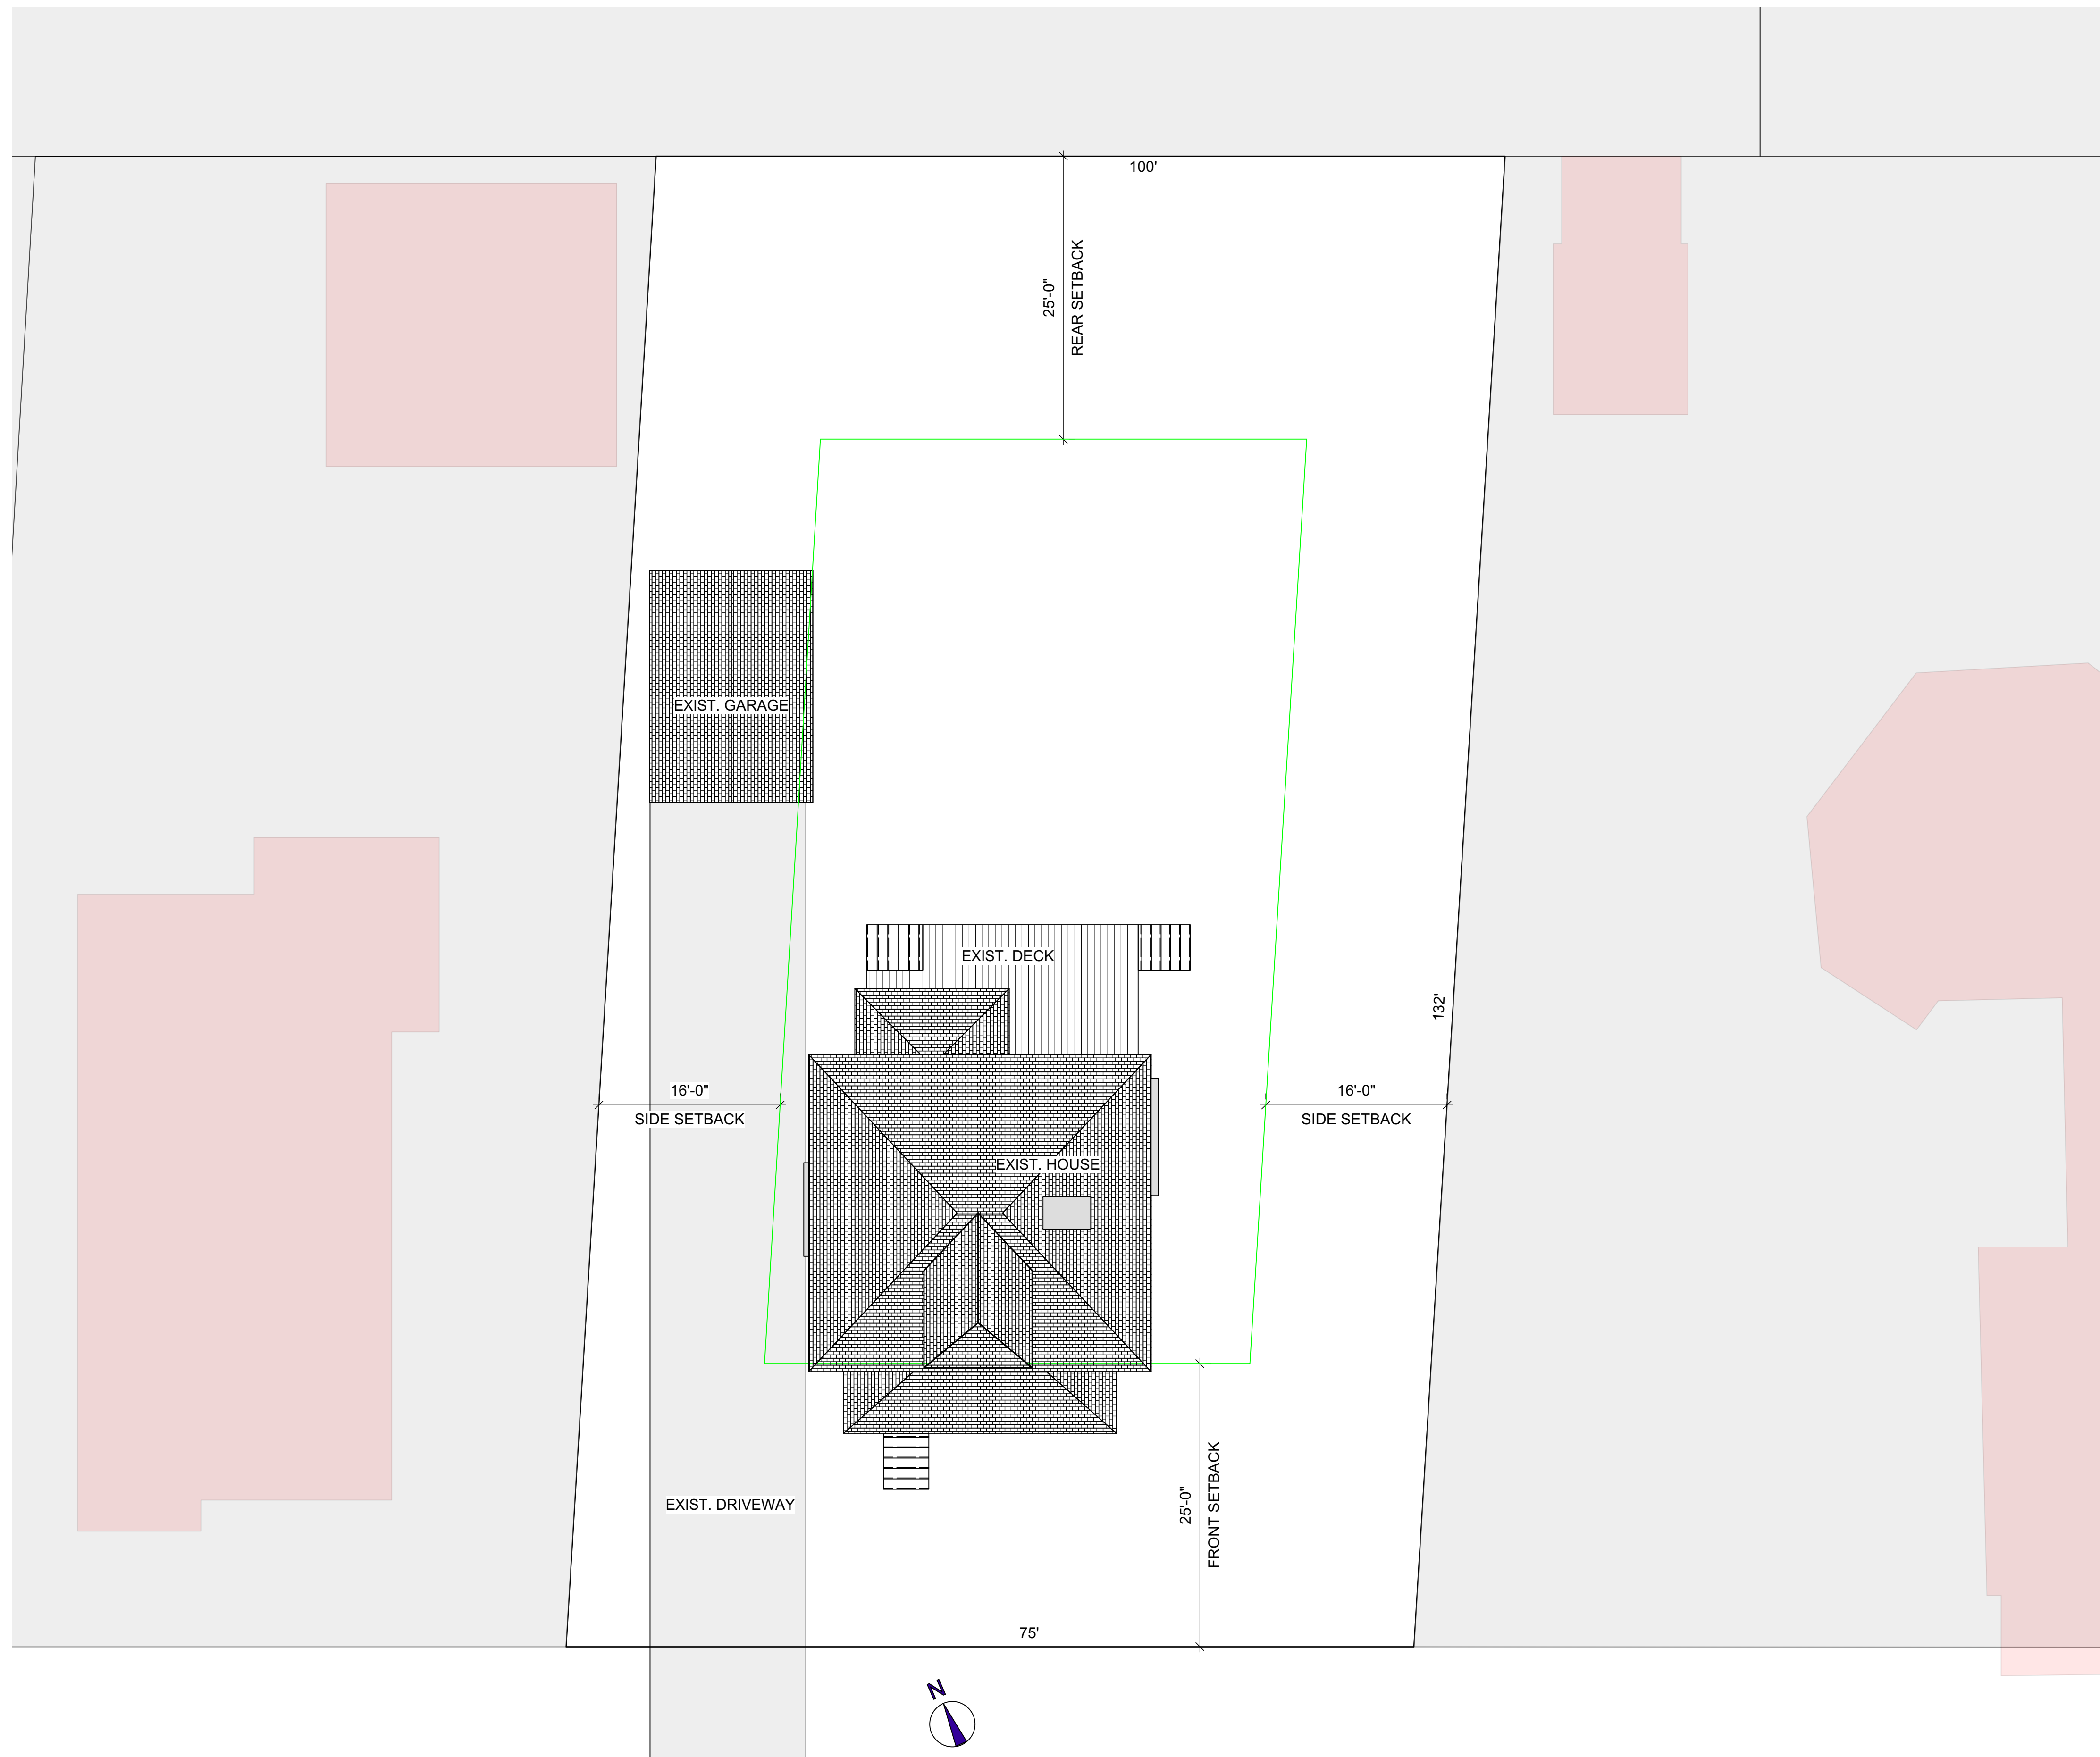 100'
25'-0"
REAR SETBACK
EXIST. GARAGE
EXIST. DECK
132'
16'-0"
SIDE SETBACK
16'-0"
SIDE SETBACK
EXIST. HOUSE
EXIST. DRIVEWAY
25'-0"
FRONT SETBACK
75'
N